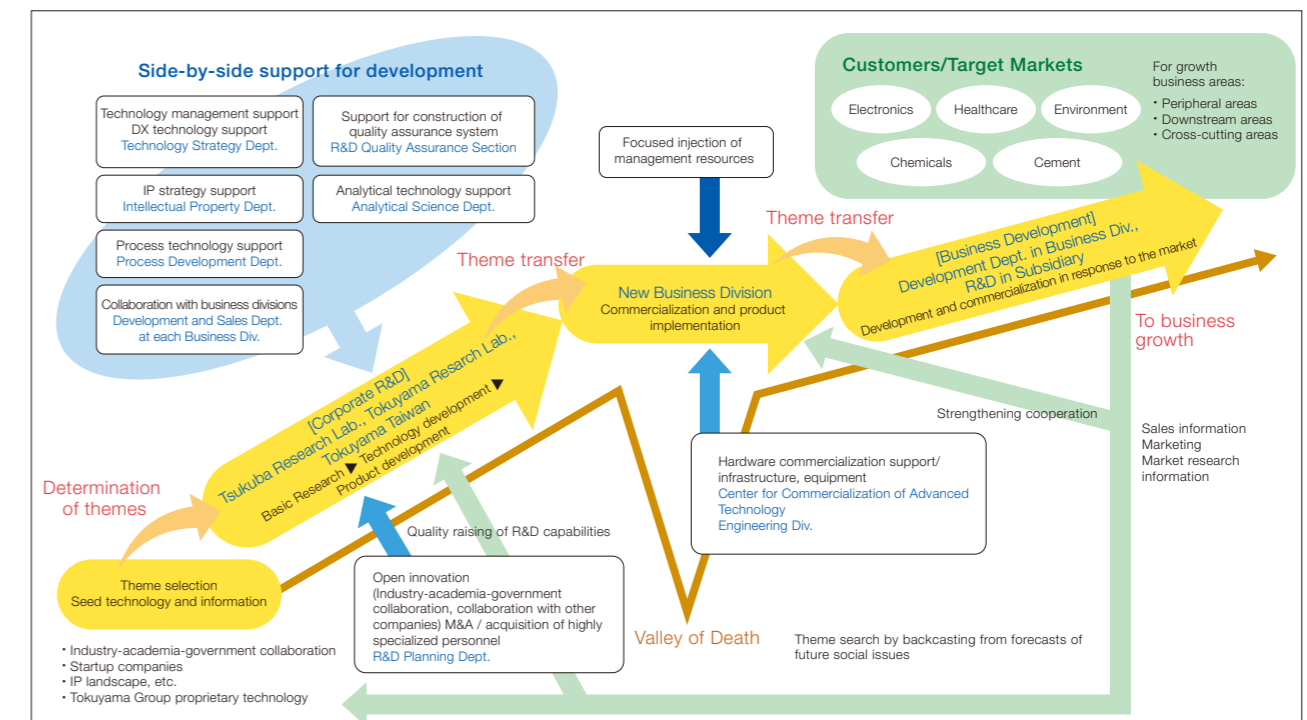 Side-by-side support for development
Technology management support
DX technology support
Technology Strategy Dept.
Support for construction of
quality assurance system
R&D Quality Assurance Section
IP strategy support
Intellectual Property Dept.
Analytical technology support
Analytical Science Dept.
Process technology support
Process Development Dept.
Collaboration with business divisions
Development and Sales Dept.
at each Business Div.
Focused injection of
management resources
Customers/Target Markets
Electronics
Healthcare
Environment
Chemicals
Cement
For growth
business areas:
・Peripheral areas
・Downstream areas
・Cross-cutting areas
Theme transfer
Theme transfer
[Business Development]
Development Dept. in Business Div.,
R&D in Subsidiary
Development and commercialization in response to the market
New Business Division
Commercialization and product
implementation
To business
growth
[Corporate R&D]
Tsukuba Research Lab., Tokuyama Resarch Lab.,
Tokuyama Taiwan
Basic Research ▼ Technology development ▼
Product development
Strengthening cooperation
Sales information
Marketing
Market research
information
Determination
of themes
Hardware commercialization support/
infrastructure, equipment
Center for Commercialization of Advanced
Technology
Engineering Div.
Quality raising of R&D capabilities
Theme selection
Seed technology and information
Open innovation
(Industry-academia-government
collaboration, collaboration with other
companies) M&A / acquisition of highly
specialized personnel
R&D Planning Dept.
Valley of Death
Theme search by backcasting from forecasts of
future social issues
・Industry-academia-government collaboration
・Startup companies
・IP landscape, etc.
・Tokuyama Group proprietary technology